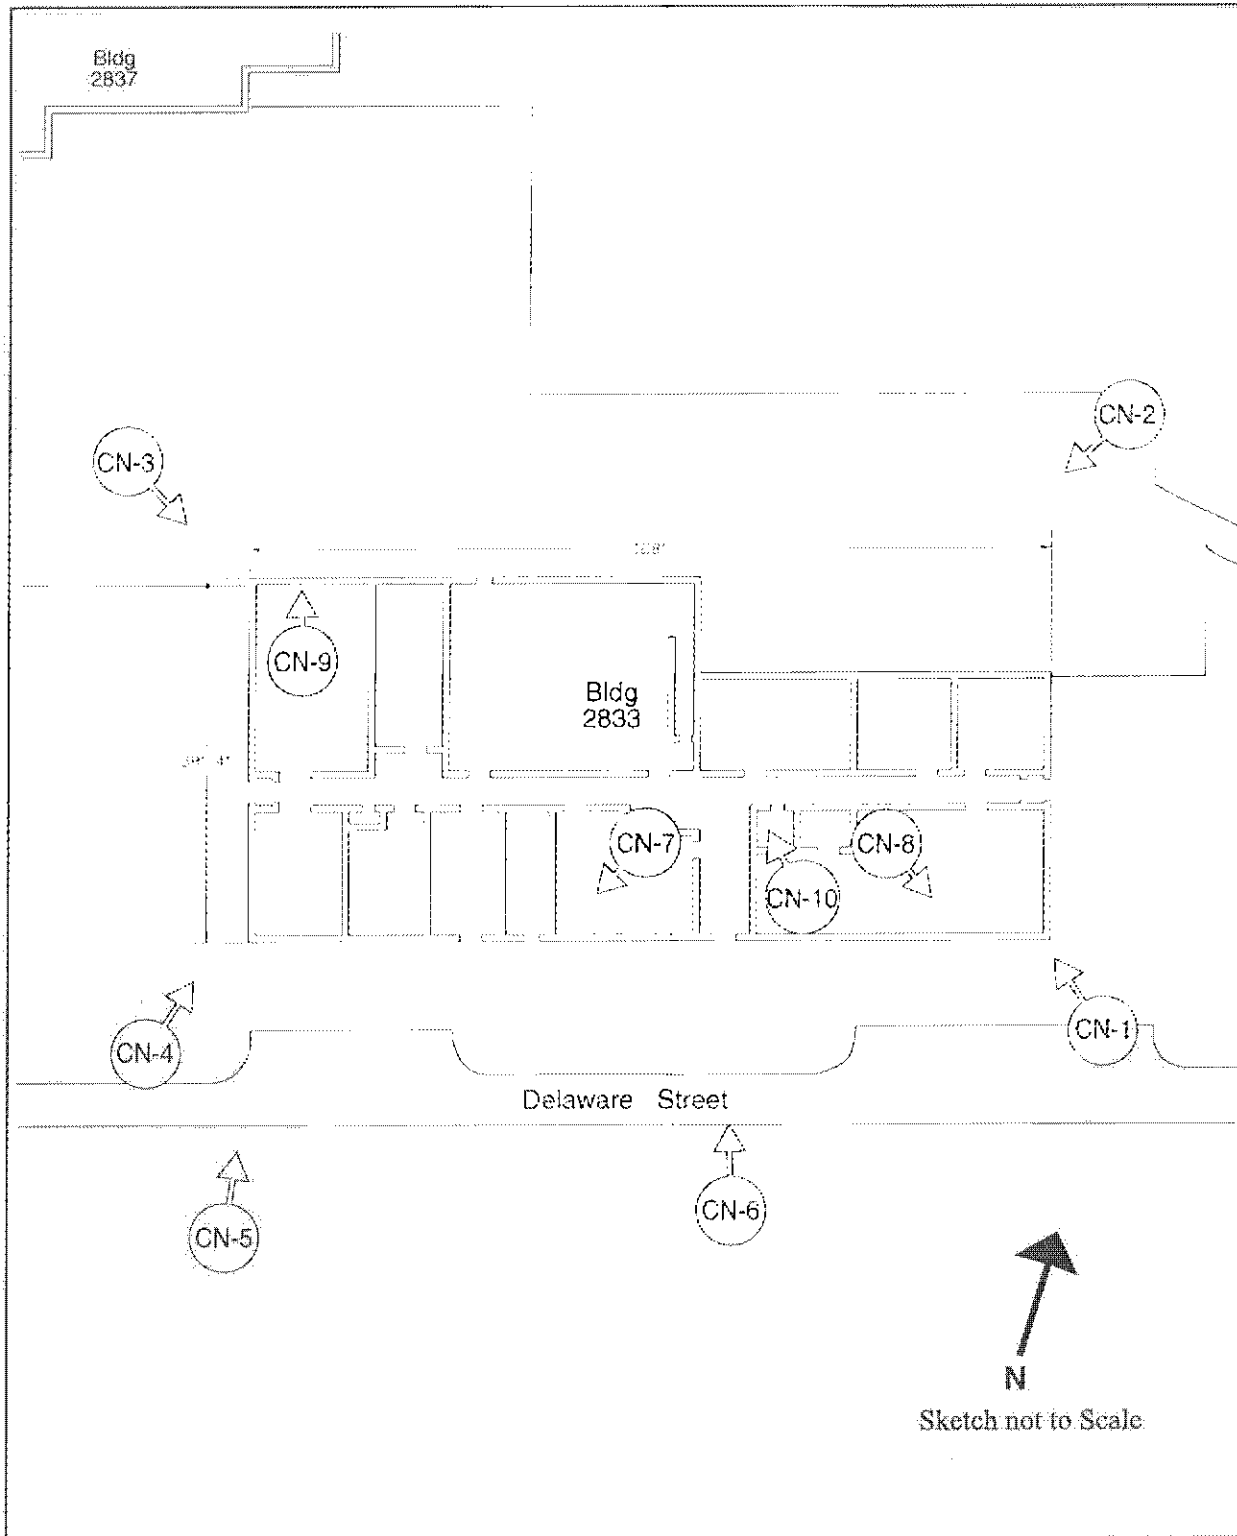 Bldg
2837
CN-2
CN-3
CN-9
Bldg
2833
CN-7
CN-8
CN-10
CN-1
CN-4
Delaware Street
CN-6
CN-5
N
Sketch not to Scale